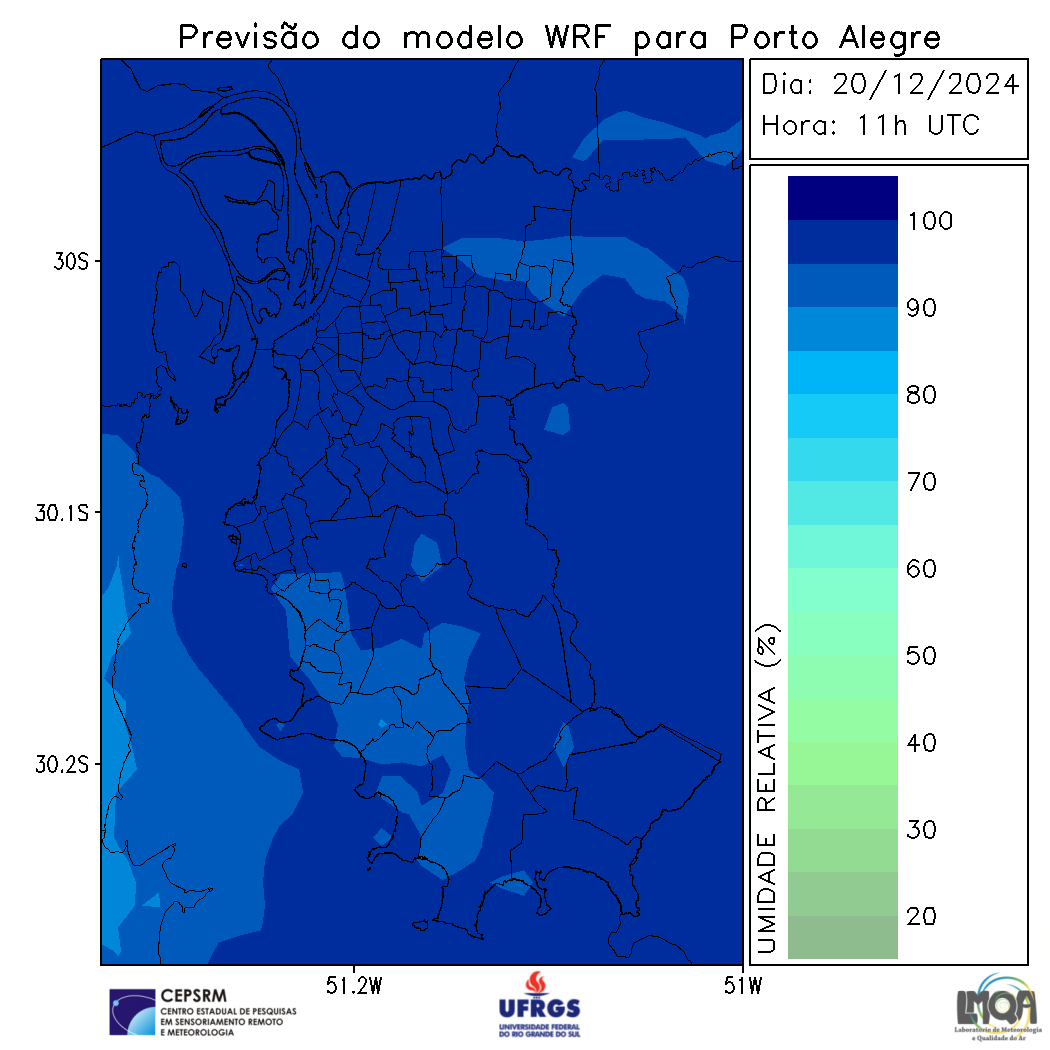 Previsão do modelo WRF para Porto Alegre
Dia: 20/12/2024
Hora: 11h UTC
100
90
80
70
60
50
40
30
20
UMIDADE RELATIVA (%)
30S
30.1S
30.2S
51.2W
51W
CEPSRM
CENTRO ESTADUAL DE PESQUISAS
EM SENSORIAMENTO REMOTO
E METEOROLOGIA
UFRGS
UNIVERSIDADE FEDERAL
DO RIO GRANDE DO SUL
LMQA
Laboratório de Meteorologia
e Qualidade do Ar